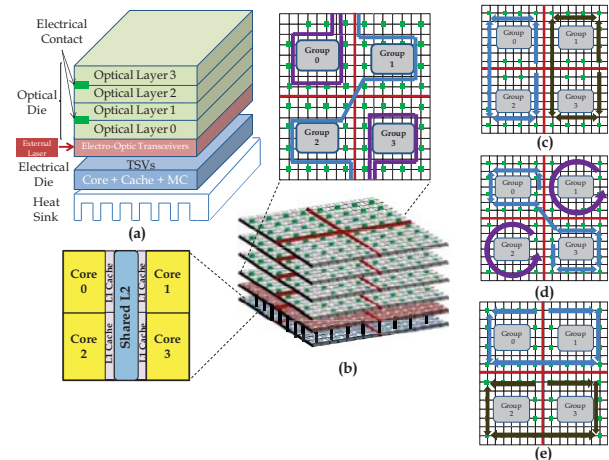 Electrical
Contact
Optical
Die
External
Laser
Electrical
Die
Heat
Sink
Optical Layer 3
Optical Layer 2
Optical Layer 1
Optical Layer 0
Electro-Optic Transceivers
TSVs
Core + Cache + MC
(a)
Group
0
Group
1
Group
2
Group
3
(b)
Core
0
Core
1
Core
2
Core
3
L1 Cache
L1 Cache
L1 Cache
L1 Cache
Shared L2
Group
0
Group
1
Group
2
Group
3
(c)
Group
0
Group
1
Group
2
Group
3
(d)
Group
0
Group
1
Group
2
Group
3
(e)